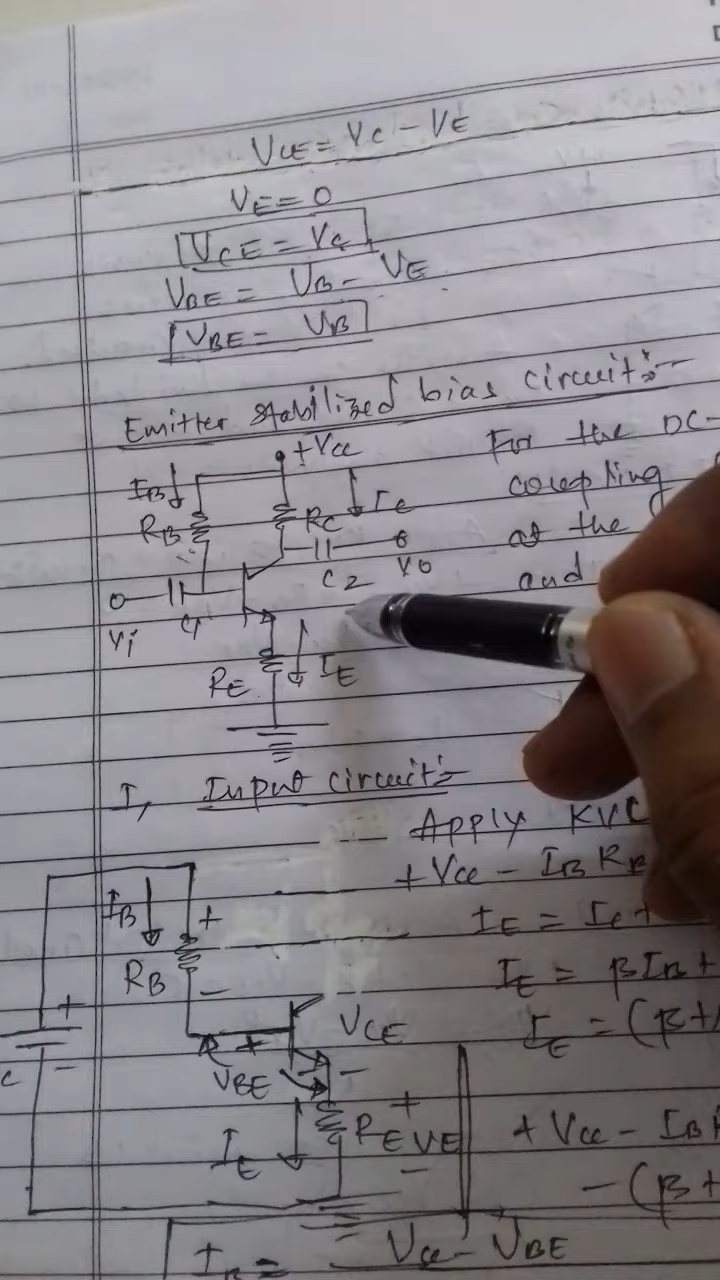 VCE = VC - VE
VE = 0
VCE = VC
VBE = VB - VE
VBE = VB
Emitter stabilized bias circuit :-
+Vcc
IB
RB
RC
IC
C1
C2
Vi
Vo
RE
IE
For the DC-
coupling
at the
and
I, Input circuit :-
Apply KVL
+Vcc - IB RB
IE = IC +
IE = βIB +
IE = (β+
+Vcc - IB
-(β+
IB
+
RB
-
+
-
C
+
VBE
VCE
-
+
RE VE
-
IE
IB = Vcc - VBE